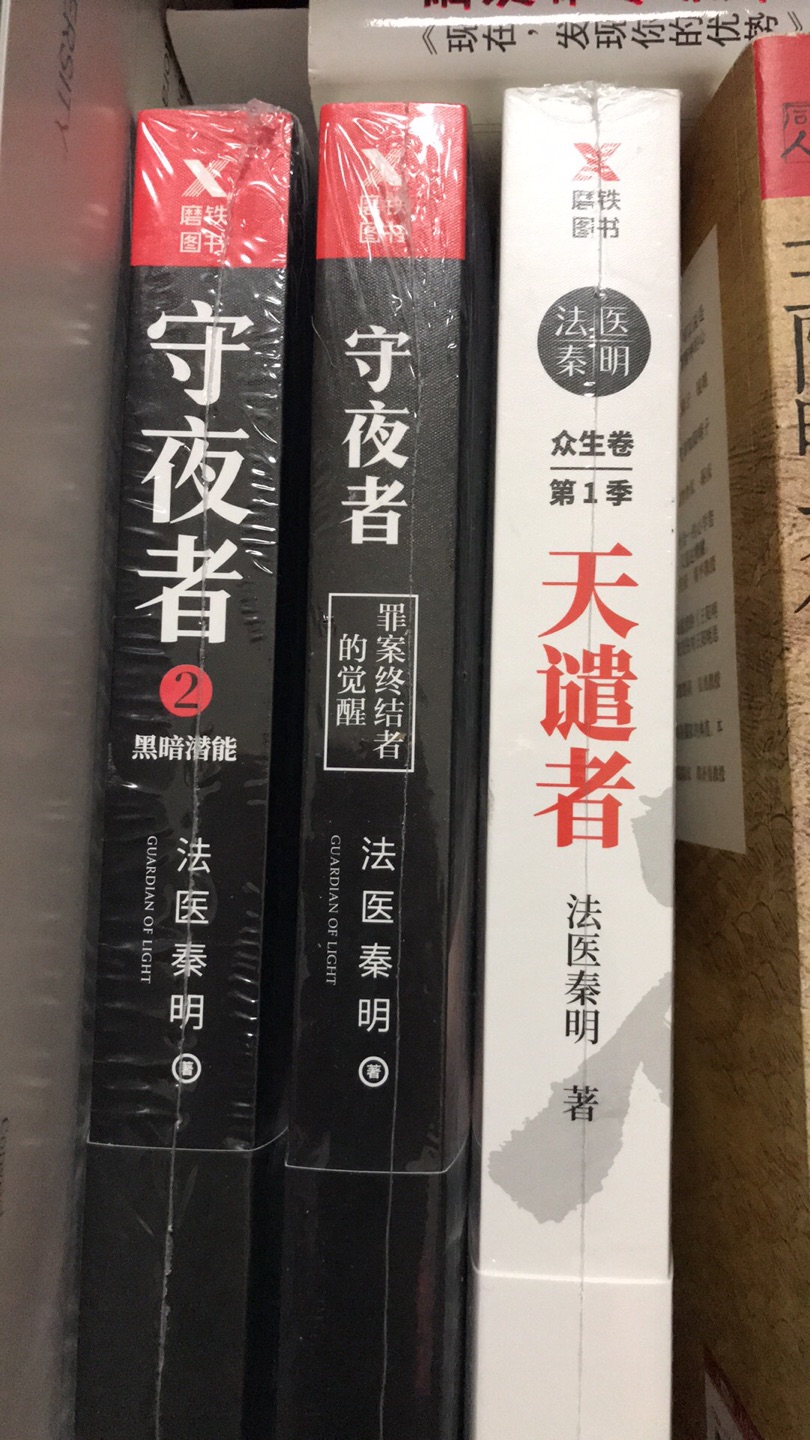 《现在，发现你的优势》
ERSITY
磨铁
图书
守夜者
2
黑暗潜能
法医秦明
著
GUARDIAN OF LIGHT
磨铁
图书
守夜者
罪案终结者
的觉醒
法医秦明
著
GUARDIAN OF LIGHT
磨铁
图书
法医
秦明
众生卷
第1季
天谴者
法医秦明 著